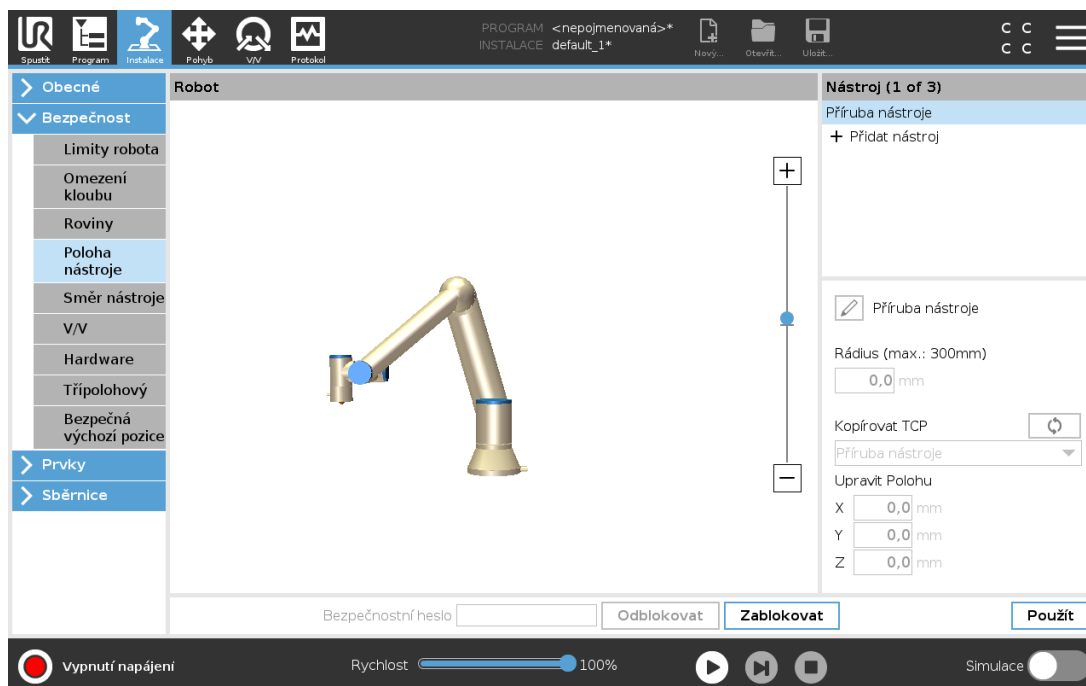 UR
PROGRAM <nepojmenovaná>*
INSTALACE default_1*
Spustit Program Instalace Pohyb V/V Protokol
Nový... Otevřít... Uložit...
C C
C C
Obecné
Bezpečnost
Limity robota
Omezení
kloubu
Roviny
Poloha
nástroje
Směr nástroje
V/V
Hardware
Třípolohový
Bezpečná
výchozí pozice
Prvky
Sběrnice
Robot
Nástroj (1 of 3)
Příruba nástroje
+ Přidat nástroj
Příruba nástroje
Rádius (max.: 300mm)
0,0 mm
Kopírovat TCP
Příruba nástroje
Upravit Polohu
X 0,0 mm
Y 0,0 mm
Z 0,0 mm
Bezpečnostní heslo Odblokovat Zablokovat Použít
Vypnutí napájení Rychlost 100% Simulace